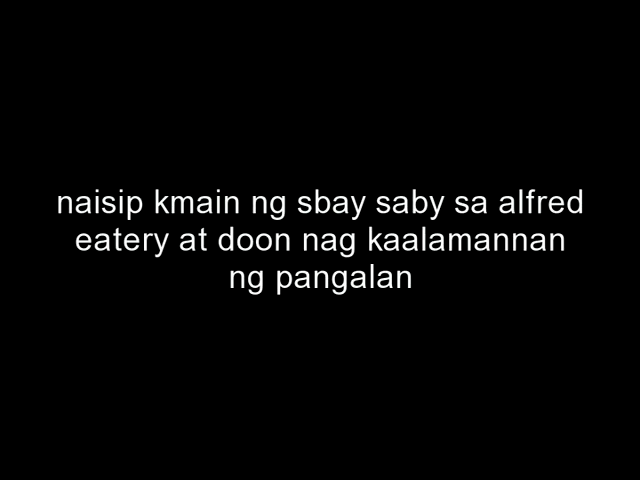 naisip kmain ng sbay saby sa alfred
eatery at doon nag kaalamannan
ng pangalan